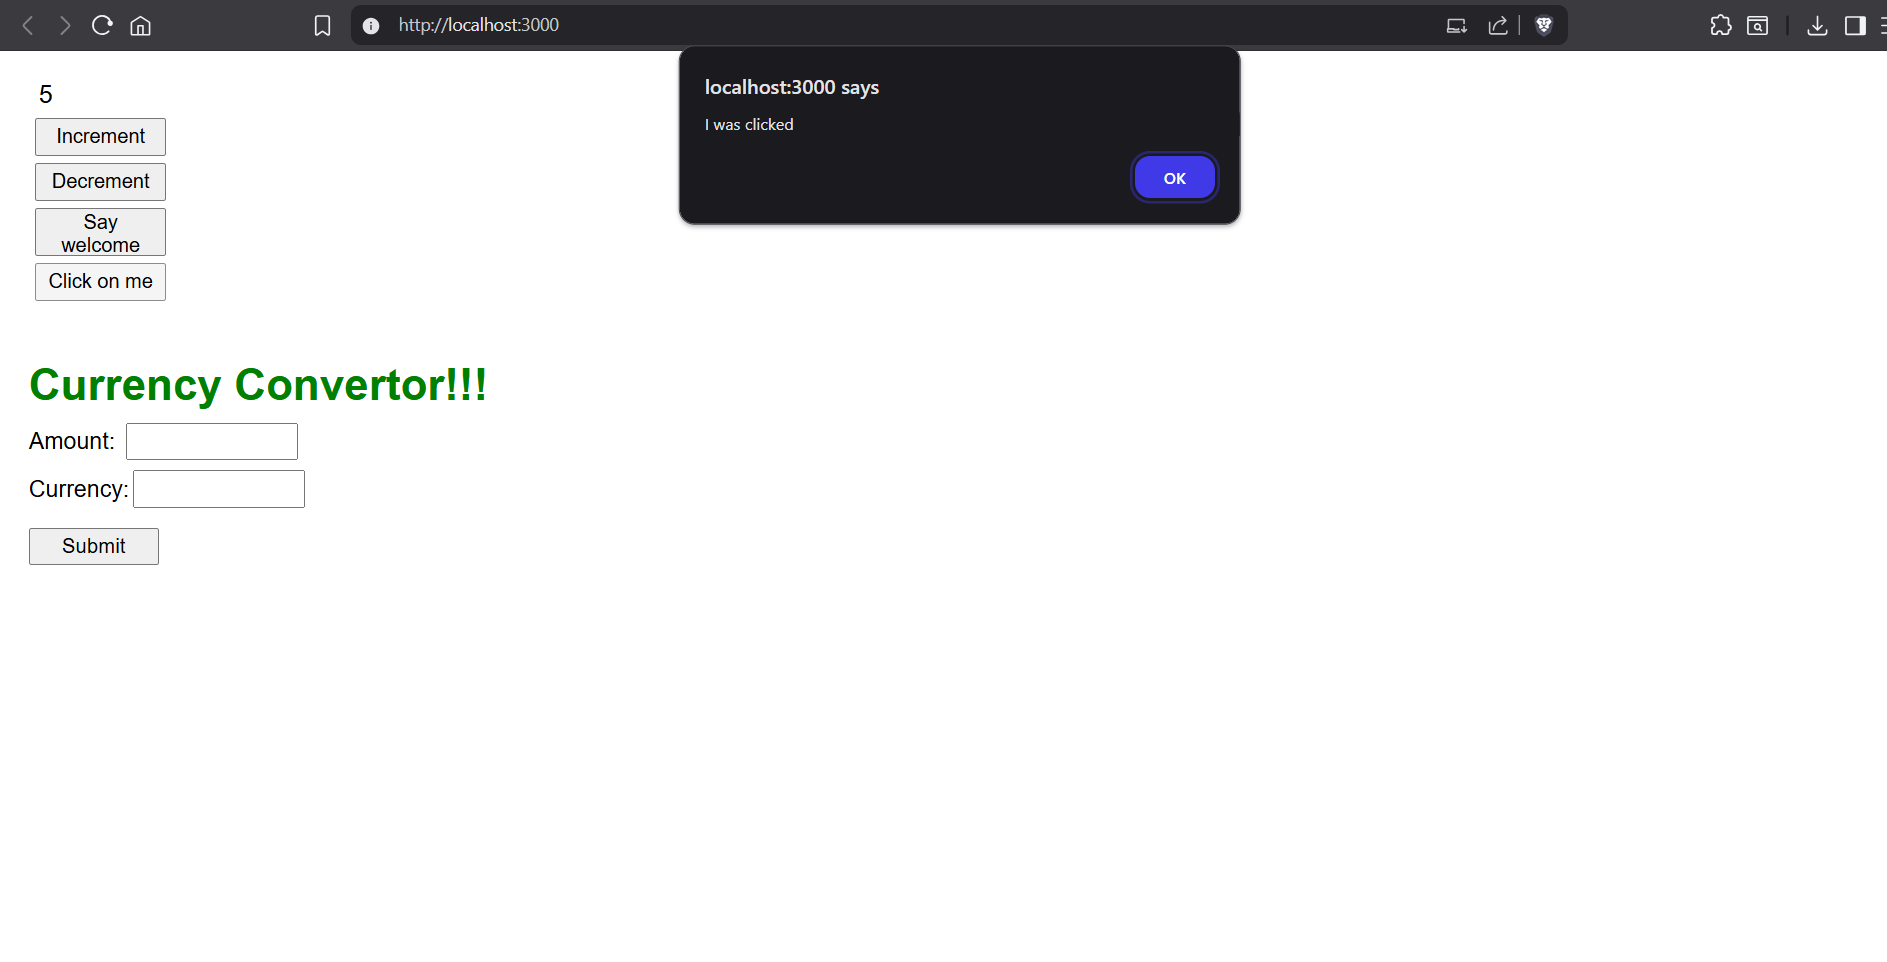 http://localhost:3000
localhost:3000 says
I was clicked
OK
5
Increment
Decrement
Say
welcome
Click on me
Currency Convertor!!!
Amount:
Currency:
Submit